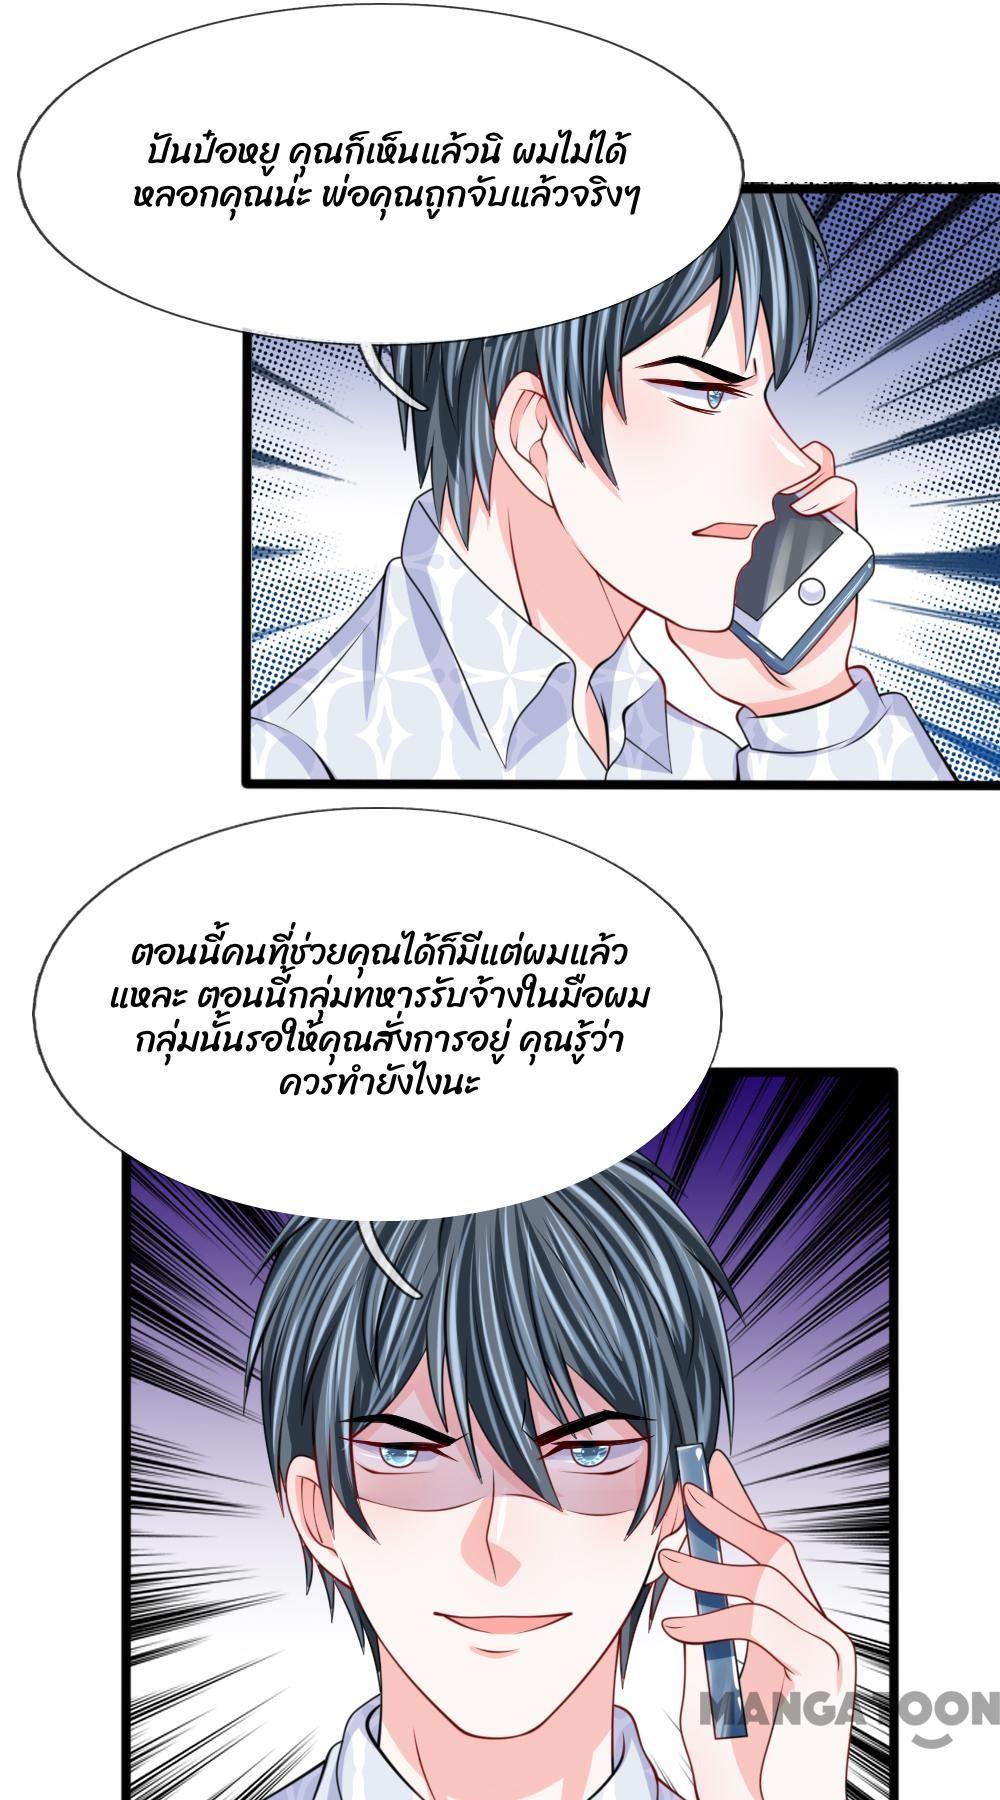 ปันป๋อหยู คุณก็เห็นแล้วนิ ผมไม่ได้
หลอกคุณน่ะ พ่อคุณถูกจับแล้วจริงๆ
ตอนนี้คนที่ช่วยคุณได้ก็มีแต่ผมแล้ว
แหละ ตอนนี้กลุ่มทหารรับจ้างในมือผม
กลุ่มนั้นรอให้คุณสั่งการอยู่ คุณรู้ว่า
ควรทำยังไงนะ
MANGATOON